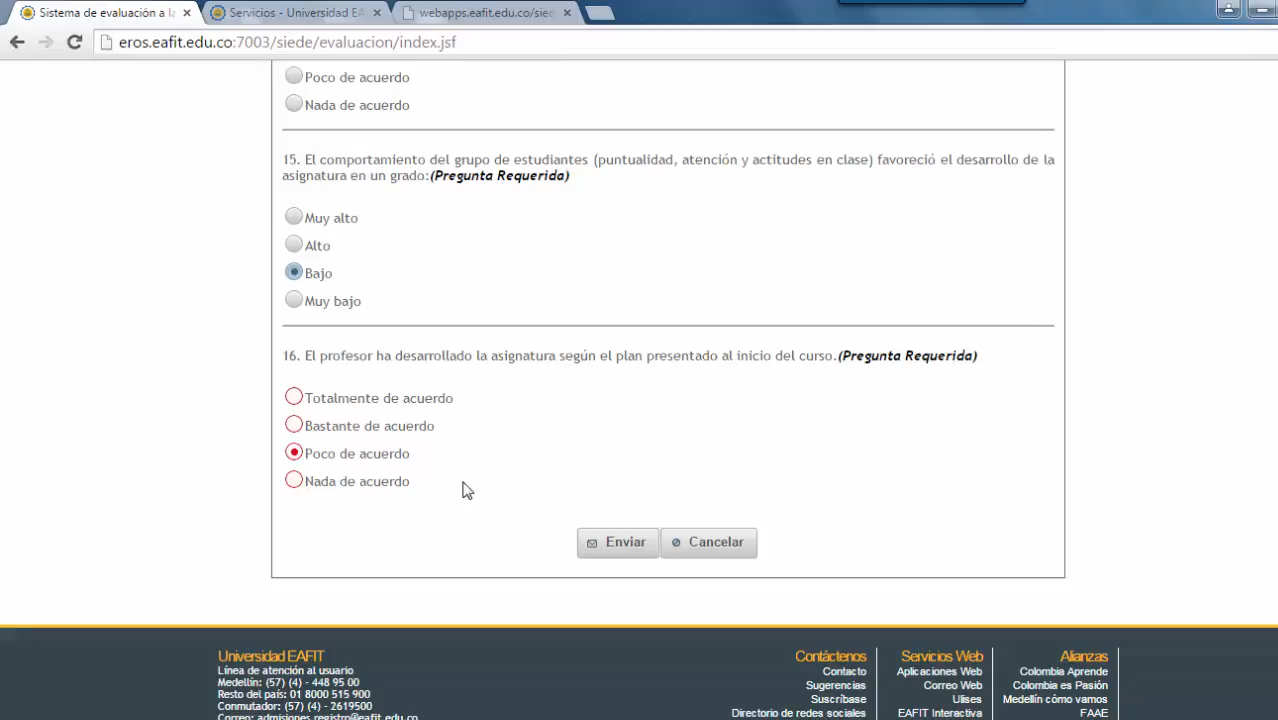 Sistema de evaluación a la
Servicios - Universidad EA
webapps.eafit.edu.co/sied
eros.eafit.edu.co:7003/siede/evaluacion/index.jsf
Poco de acuerdo
Nada de acuerdo
15. El comportamiento del grupo de estudiantes (puntualidad, atención y actitudes en clase) favoreció el desarrollo de la
asignatura en un grado:(Pregunta Requerida)
Muy alto
Alto
Bajo
Muy bajo
16. El profesor ha desarrollado la asignatura según el plan presentado al inicio del curso.(Pregunta Requerida)
Totalmente de acuerdo
Bastante de acuerdo
Poco de acuerdo
Nada de acuerdo
Enviar
Cancelar
Universidad EAFIT
Línea de atención al usuario
Medellín: (57) (4) - 448 95 00
Resto del país: 01 8000 515 900
Conmutador: (57) (4) - 2619500
Correo: admisiones.registro@eafit.edu.co
Contáctenos
Contacto
Sugerencias
Suscríbase
Directorio de redes sociales
Servicios Web
Aplicaciones Web
Correo Web
Ulises
EAFIT Interactiva
Alianzas
Colombia Aprende
Colombia es Pasión
Medellín cómo vamos
FAAE